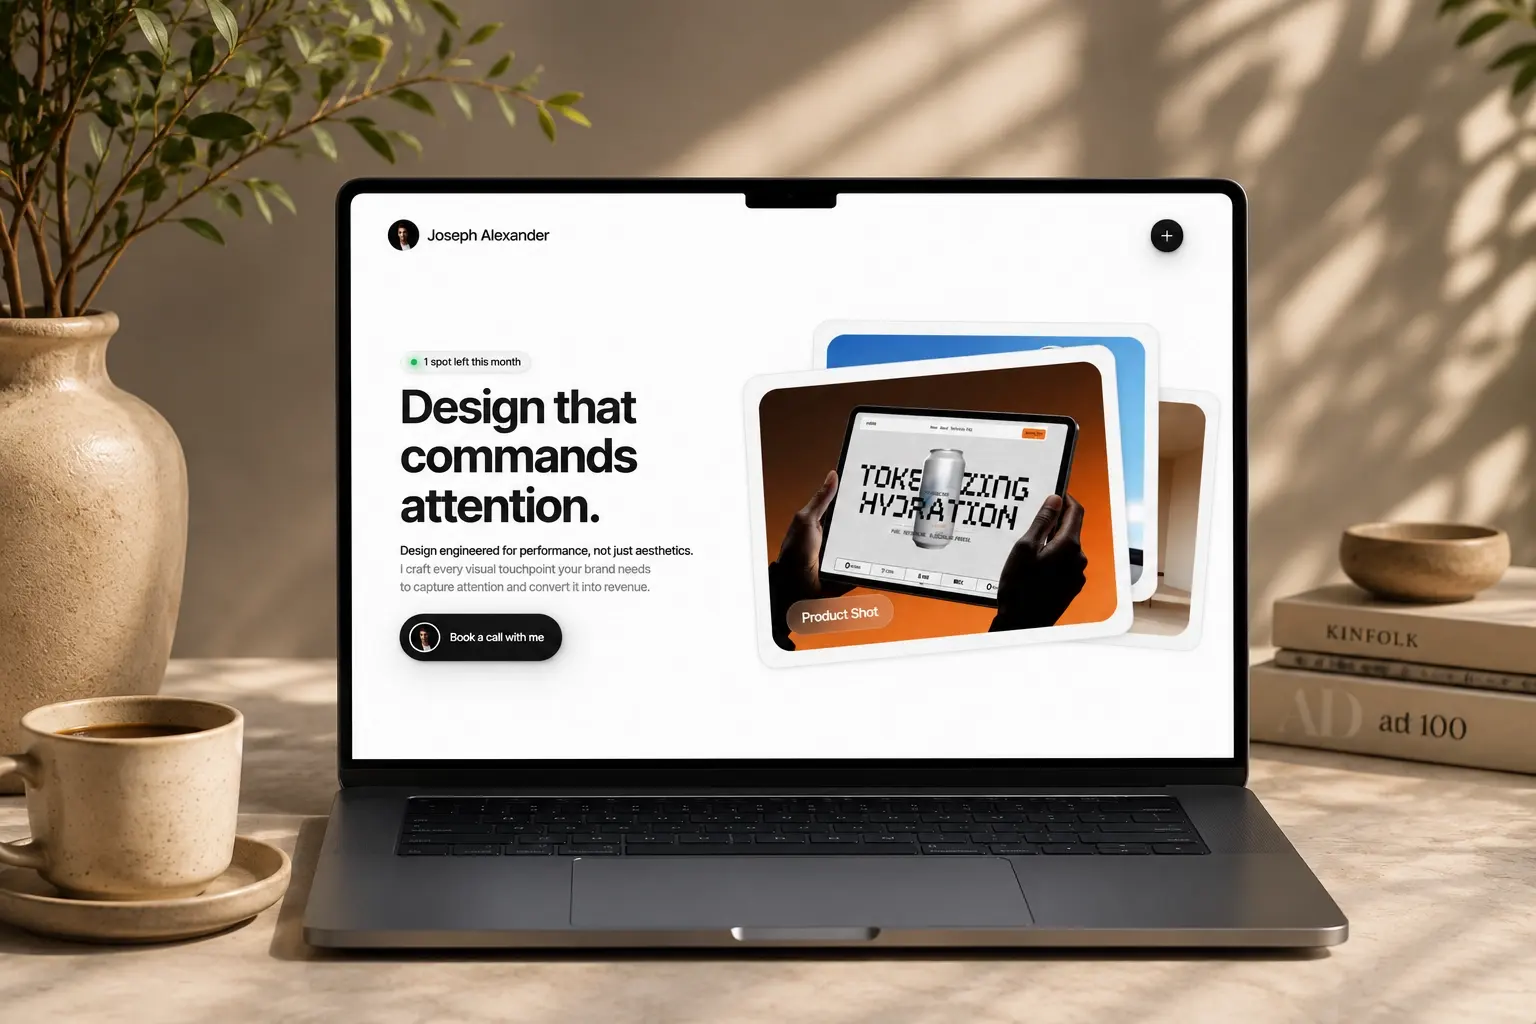 Joseph Alexander
+
1 spot left this month
Design that
commands
attention.
Design engineered for performance, not just aesthetics.
I craft every visual touchpoint your brand needs
to capture attention and convert it into revenue.
Book a call with me
HYDRATION
Product Shot
KINFOLK
AD ad 100